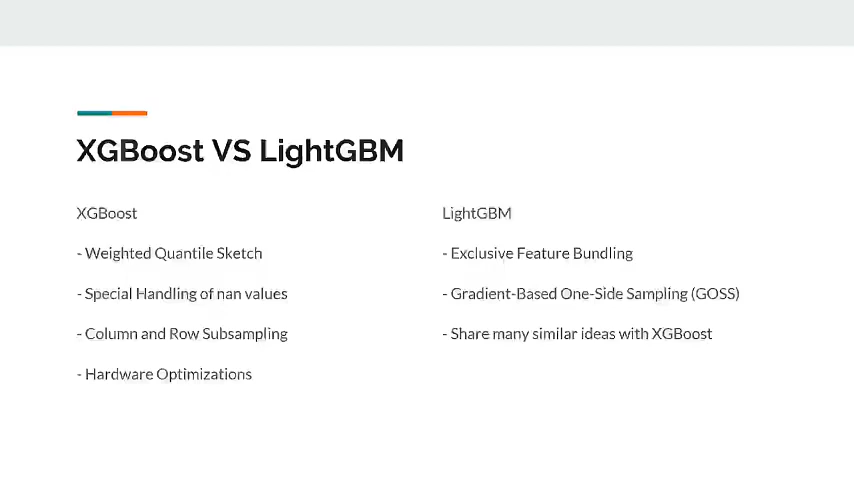 XGBoost VS LightGBM
XGBoost
- Weighted Quantile Sketch
- Special Handling of nan values
- Column and Row Subsampling
- Hardware Optimizations
LightGBM
- Exclusive Feature Bundling
- Gradient-Based One-Side Sampling (GOSS)
- Share many similar ideas with XGBoost